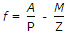 f = A/P - M/Z